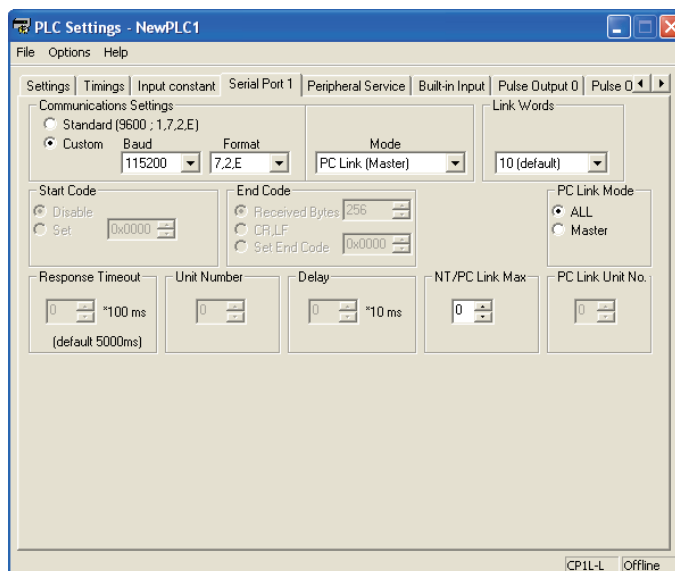 PLC Settings - NewPLC1
File Options Help
Settings Timings Input constant Serial Port 1 Peripheral Service Built-in Input Pulse Output 0 Pulse O
Communications Settings Link Words
Standard (9600 ; 1,7,2,E)
Custom Baud Format Mode
115200 7,2,E PC Link (Master) 10 (default)
Start Code End Code PC Link Mode
Disable Received Bytes 256 ALL
Set 0x0000 CR,LF Master
Set End Code 0x0000
Response Timeout Unit Number Delay NT/PC Link Max PC Link Unit No.
0 *100 ms 0 0 *10 ms 0 0
(default 5000ms)
CP1L-L Offline